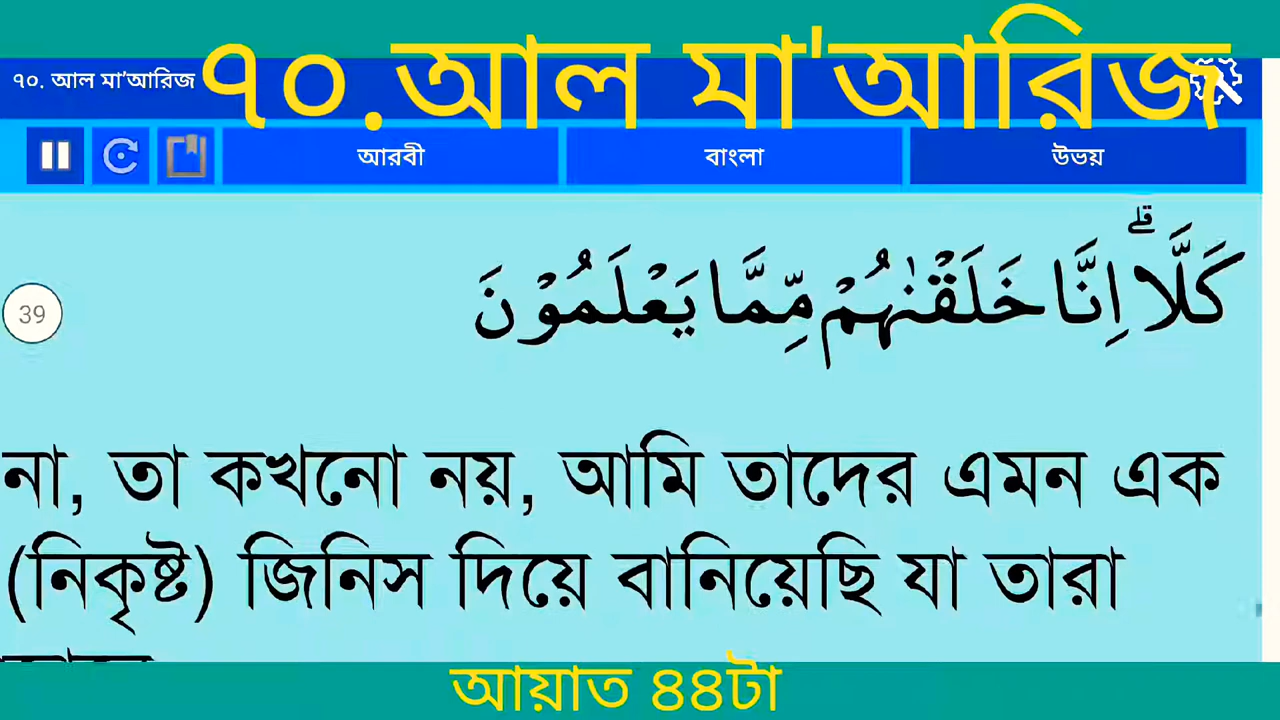 ৭০.আল মা'আরিজ
৭০. আল মা'আরিজ
আরবী
বাংলা
উভয়
كَلَّا ۗ اِنَّا خَلَقْنٰهُمْ مِّمَّا يَعْلَمُوْنَ
39
না, তা কখনো নয়, আমি তাদের এমন এক
(নিকৃষ্ট) জিনিস দিয়ে বানিয়েছি যা তারা
আয়াত ৪৪টা